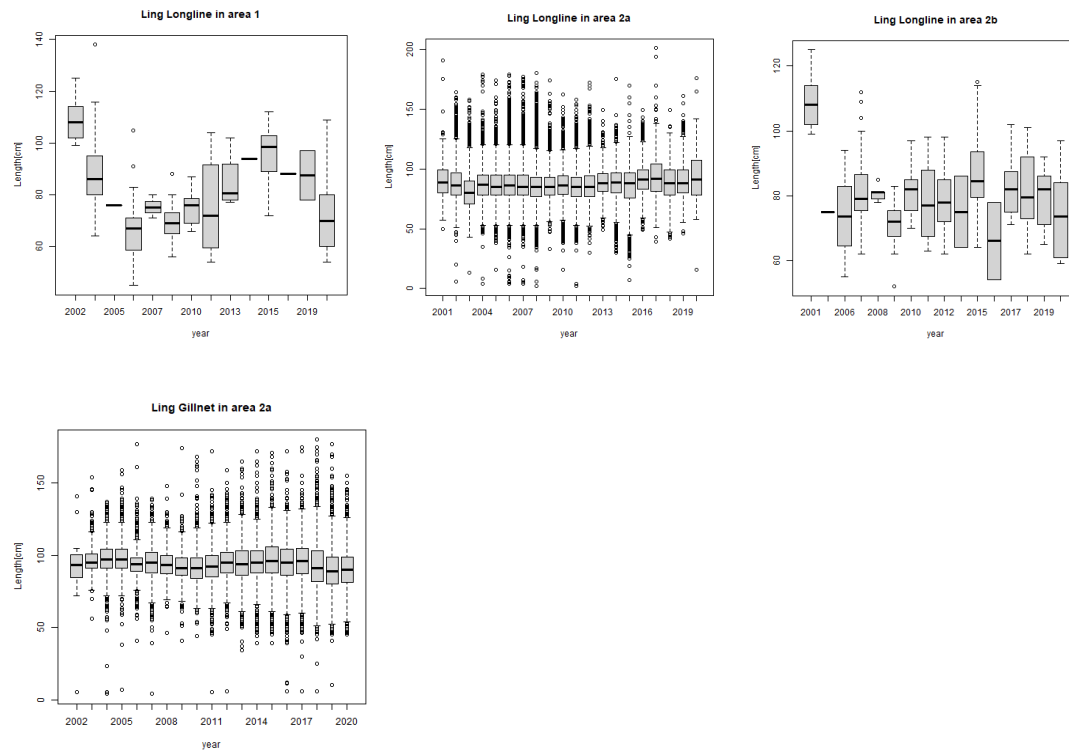 Ling Longline in area 1
Length[cm]
140
120
100
80
60
2002 2005 2007 2010 2013 2015 2019
year
Ling Longline in area 2a
Length[cm]
200
150
100
50
0
2001 2004 2007 2010 2013 2016 2019
year
Ling Longline in area 2b
Length[cm]
120
100
80
60
2001 2006 2008 2010 2012 2015 2017 2019
year
Ling Gillnet in area 2a
Length[cm]
150
100
50
0
2002 2005 2008 2011 2014 2017 2020
year